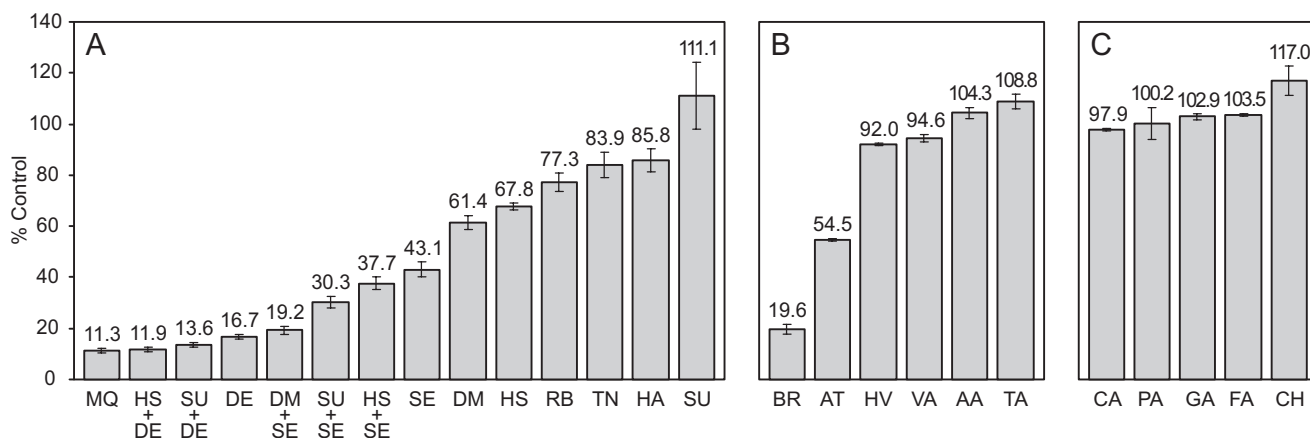 % Control
140
120
100
80
60
40
20
0
A
11.3
11.9
13.6
16.7
19.2
30.3
37.7
43.1
61.4
67.8
77.3
83.9
85.8
111.1
MQ
HS + DE
SU + DE
DE
DM + SE
SU + SE
HS + SE
SE
DM
HS
RB
TN
HA
SU
B
19.6
54.5
92.0
94.6
104.3
108.8
BR
AT
HV
VA
AA
TA
C
97.9
100.2
102.9
103.5
117.0
CA
PA
GA
FA
CH